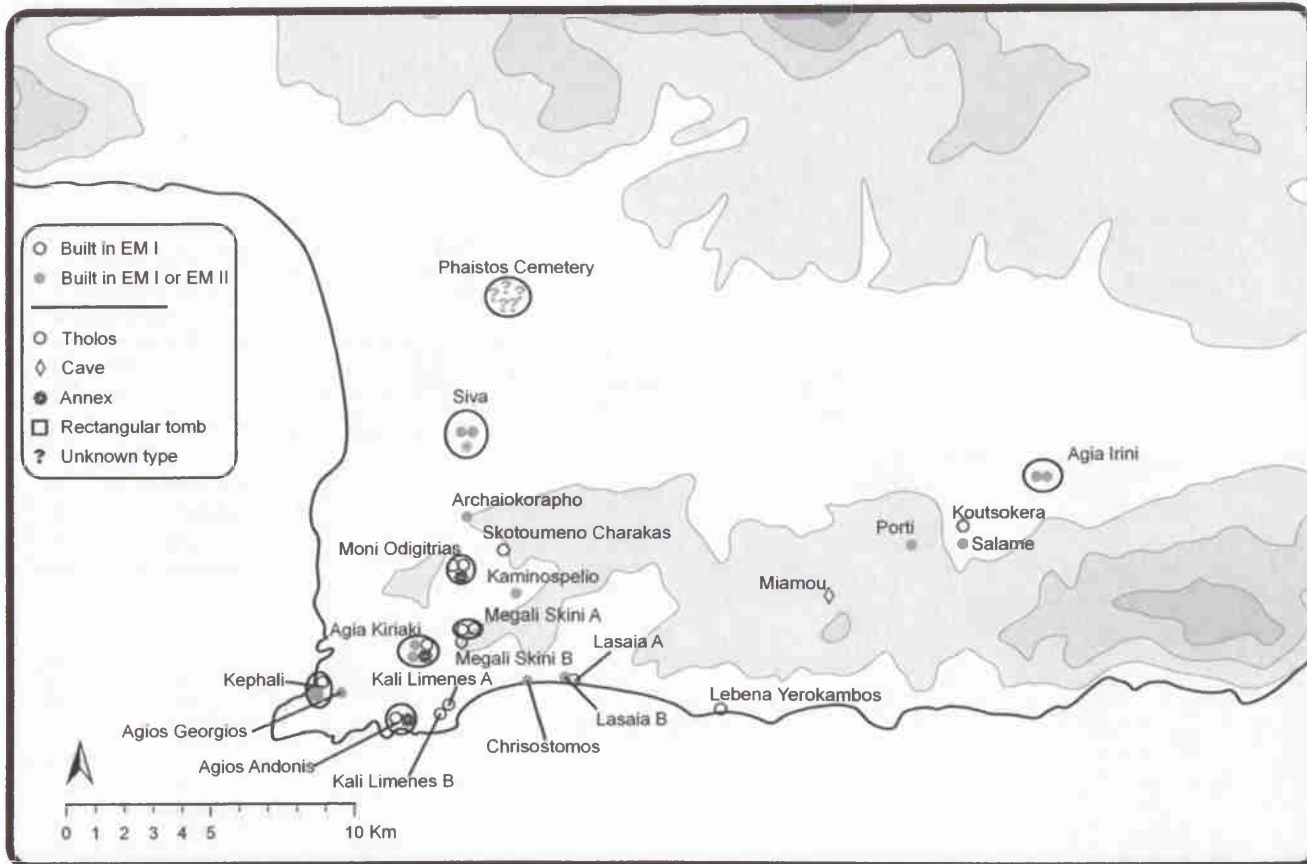 Built in EM I
Built in EM I or EM II
Tholos
Cave
Annex
Rectangular tomb
? Unknown type
Phaistos Cemetery
? ? ?
? ?
??
Siva
Agia Irini
Archaiokorapho
Koutsokera
Skotoumeno Charakas
Porti
Salame
Moni Odigitrias
Kaminospelio
Miamou
Megali Skini A
Agia Kiriaki
Lasaia A
Megali Skini B
Kephali
Kali Limenes A
Lebena Yerokambos
Lasaia B
Agios Georgios
Chrisostomos
Agios Andonis
Kali Limenes B
0 1 2 3 4 5 10 Km